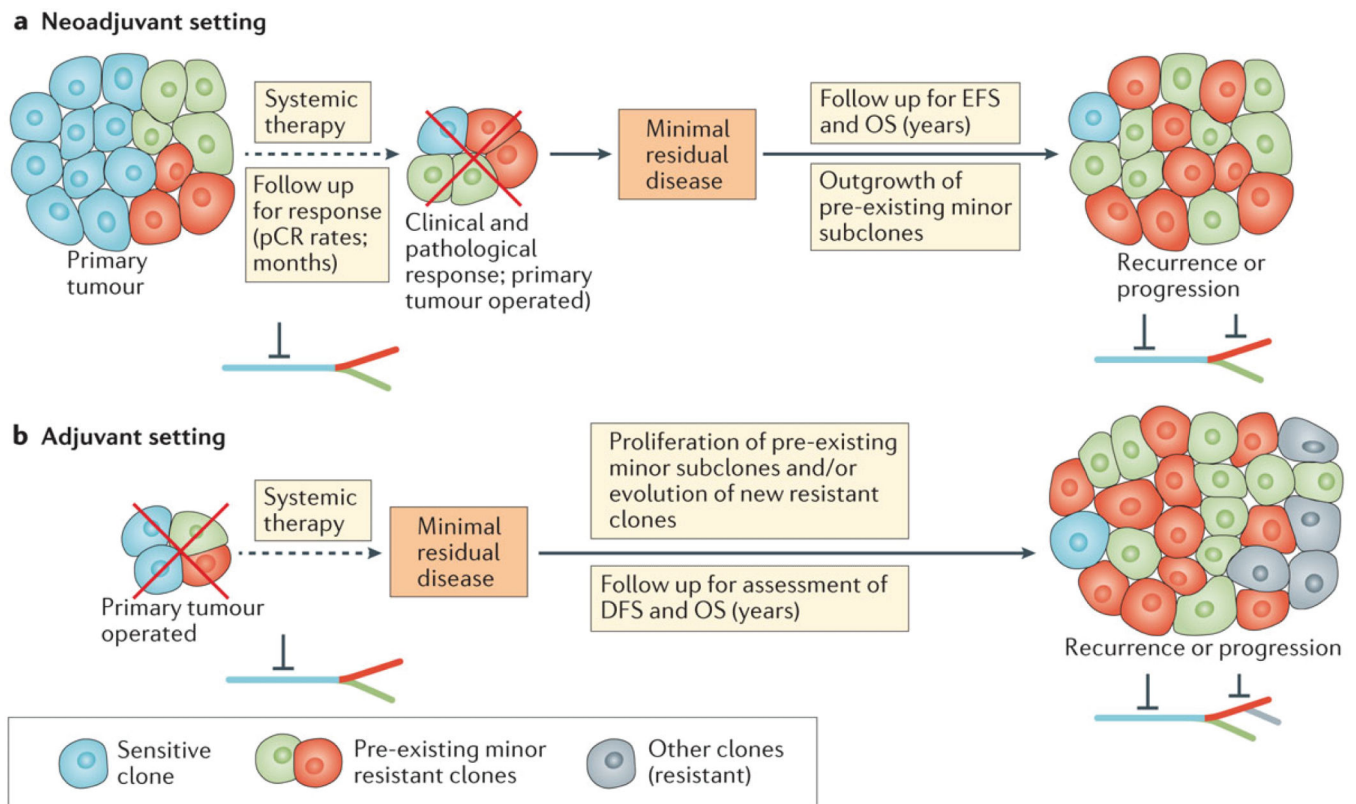 a Neoadjuvant setting
Systemic
therapy
Follow up
for response
(pCR rates;
months)
Primary
tumour
Clinical and
pathological
response; primary
tumour operated)
Minimal
residual
disease
Follow up for EFS
and OS (years)
Outgrowth of
pre-existing minor
subclones
Recurrence or
progression
b Adjuvant setting
Systemic
therapy
Primary tumour
operated
Minimal
residual
disease
Proliferation of pre-existing
minor subclones and/or
evolution of new resistant
clones
Follow up for assessment of
DFS and OS (years)
Recurrence or progression
Sensitive
clone
Pre-existing minor
resistant clones
Other clones
(resistant)